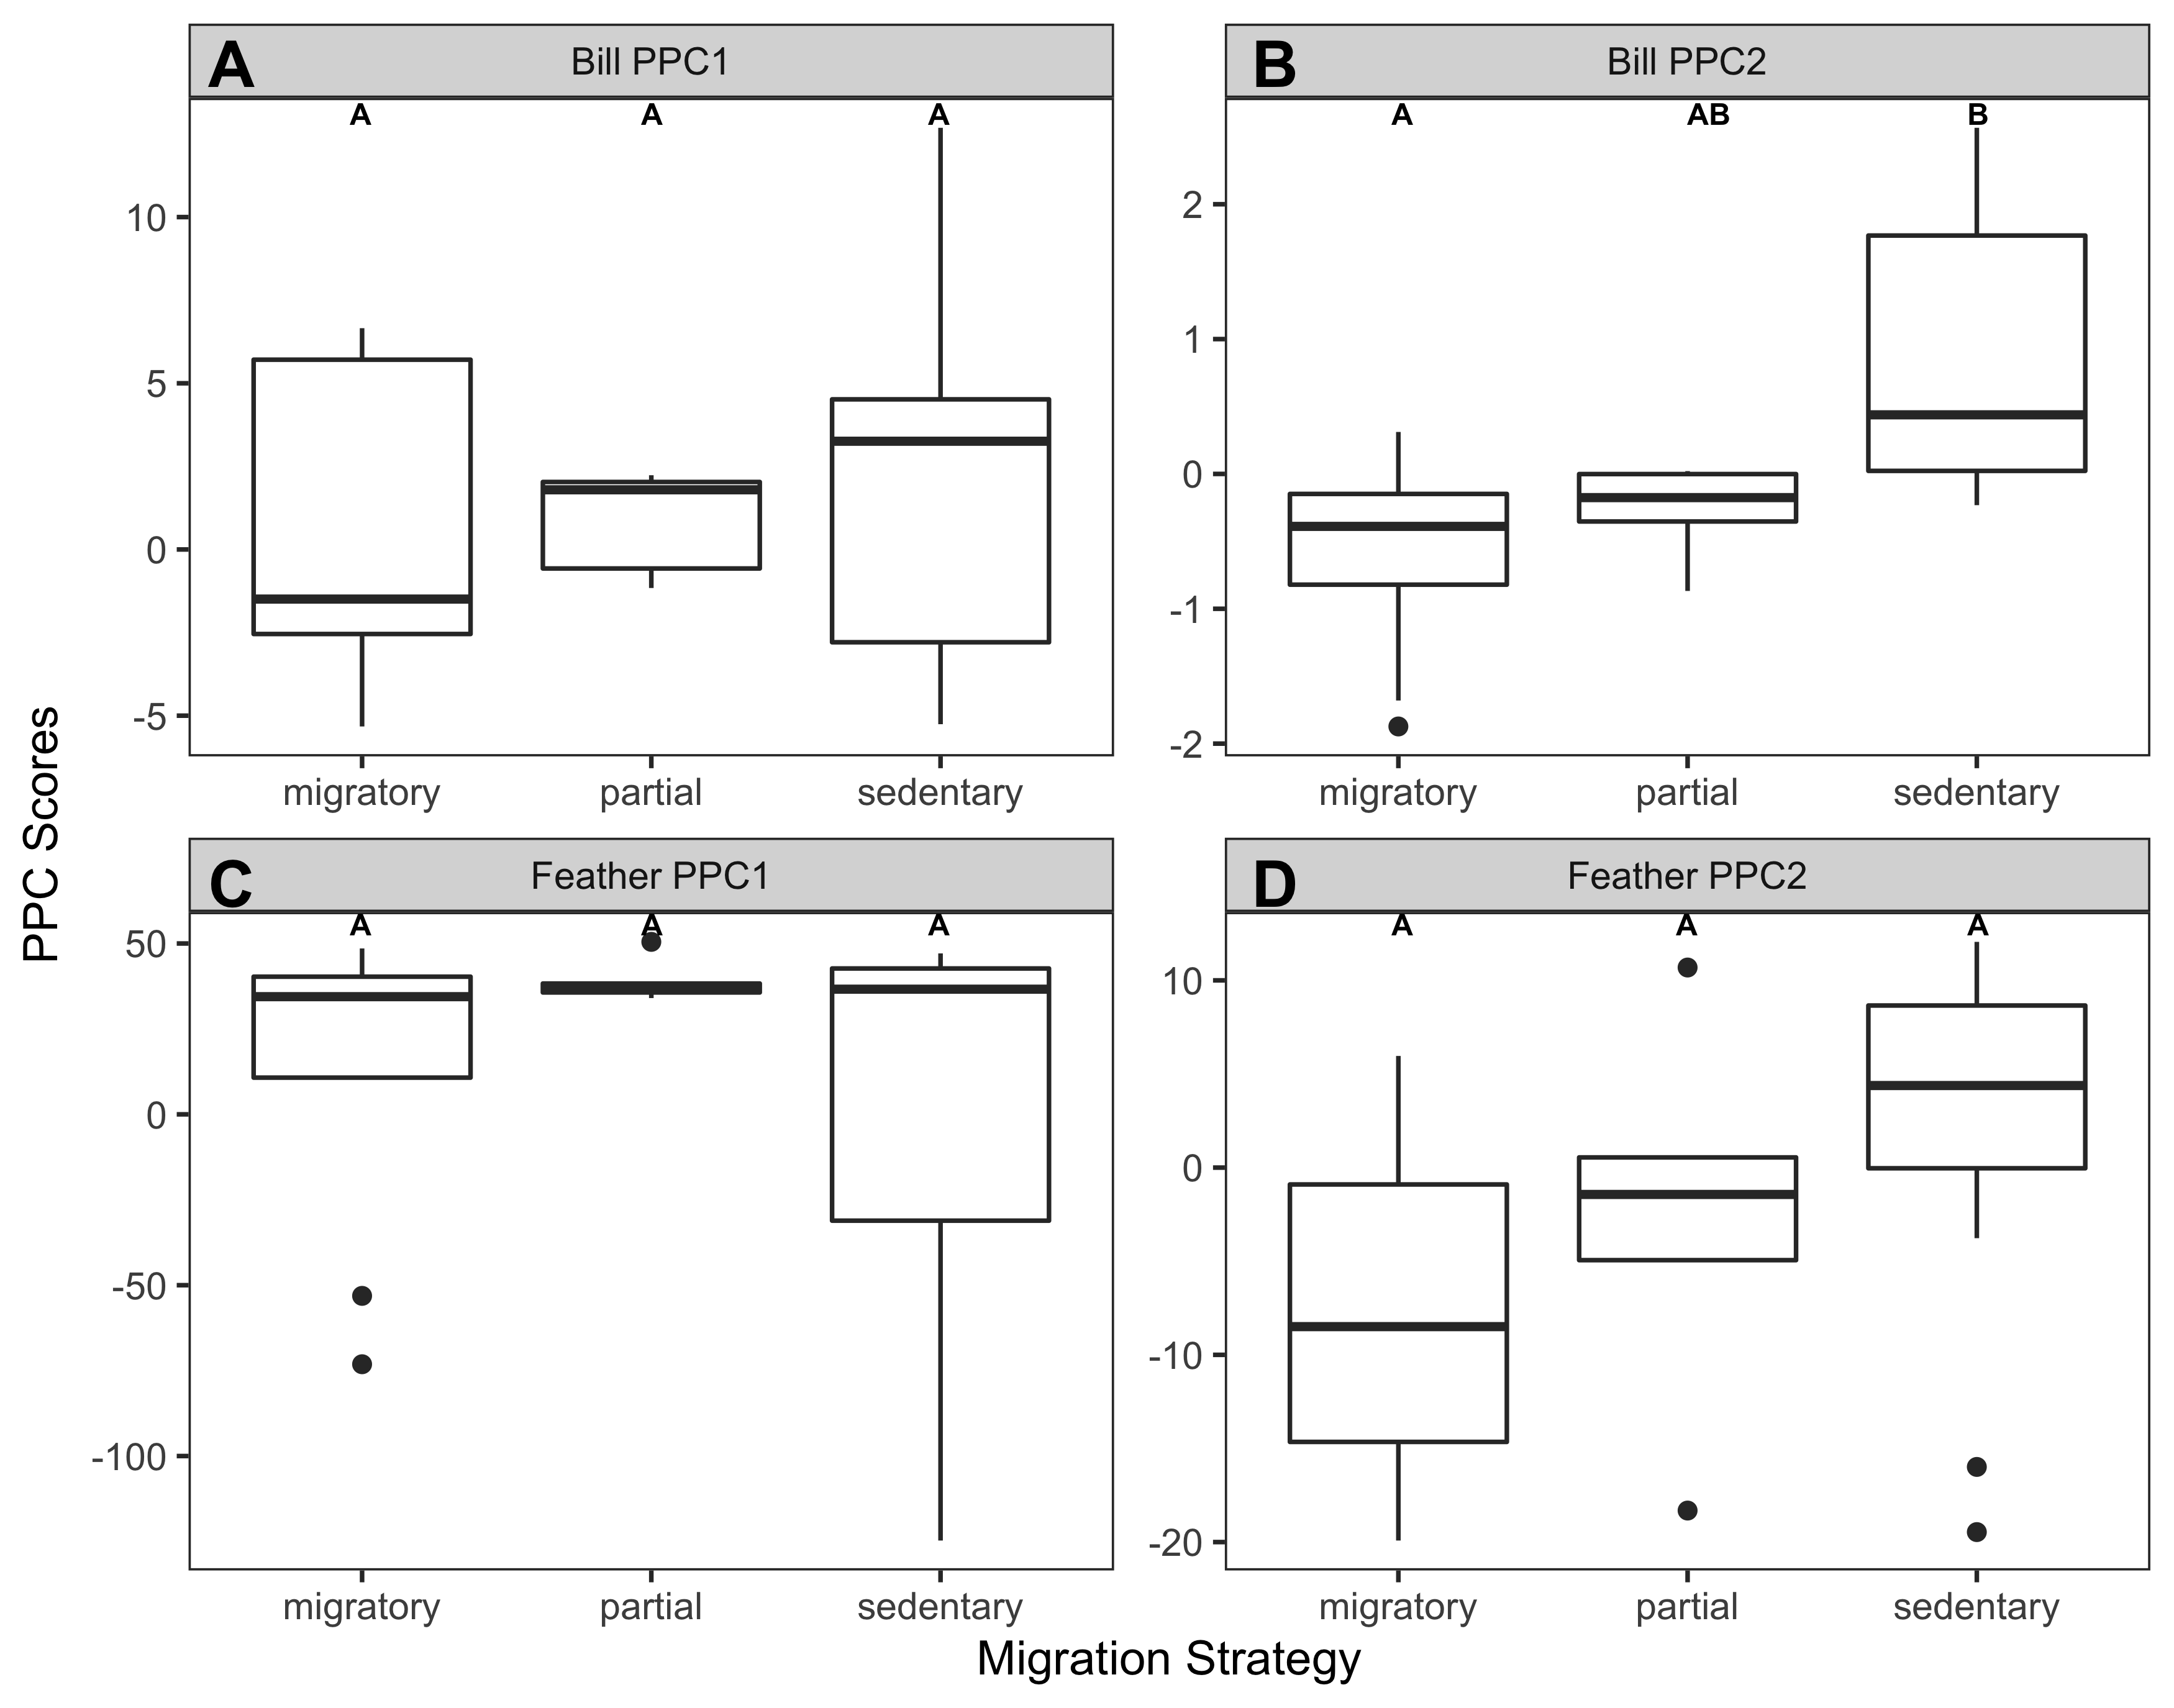 A Bill PPC1
A A A
10
5
0
-5
migratory partial sedentary
B Bill PPC2
A AB B
2
1
0
-1
-2
migratory partial sedentary
PPC Scores
C Feather PPC1
A A A
50
0
-50
-100
migratory partial sedentary
D Feather PPC2
A A A
10
0
-10
-20
migratory partial sedentary
Migration Strategy